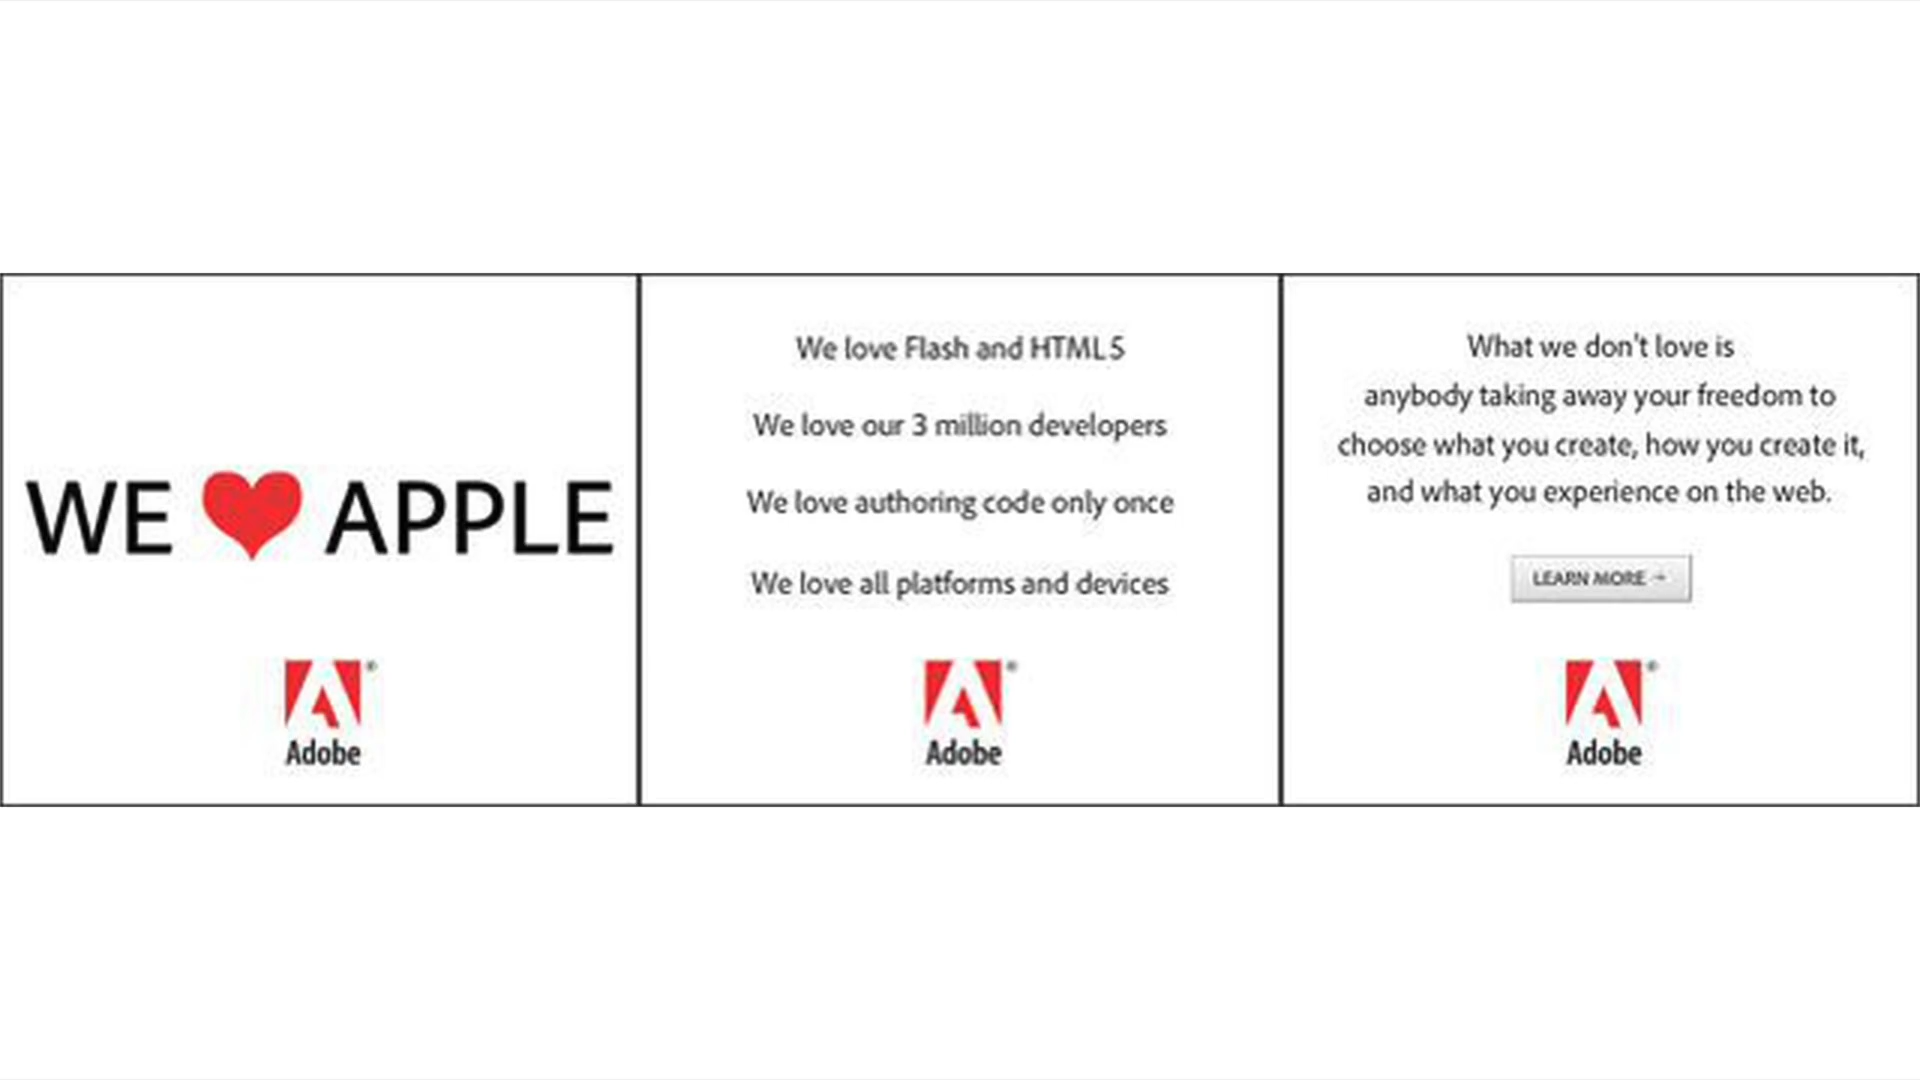 WE ❤ APPLE
Adobe
We love Flash and HTML5
We love our 3 million developers
We love authoring code only once
We love all platforms and devices
Adobe
What we don't love is
anybody taking away your freedom to
choose what you create, how you create it,
and what you experience on the web.
LEARN MORE →
Adobe